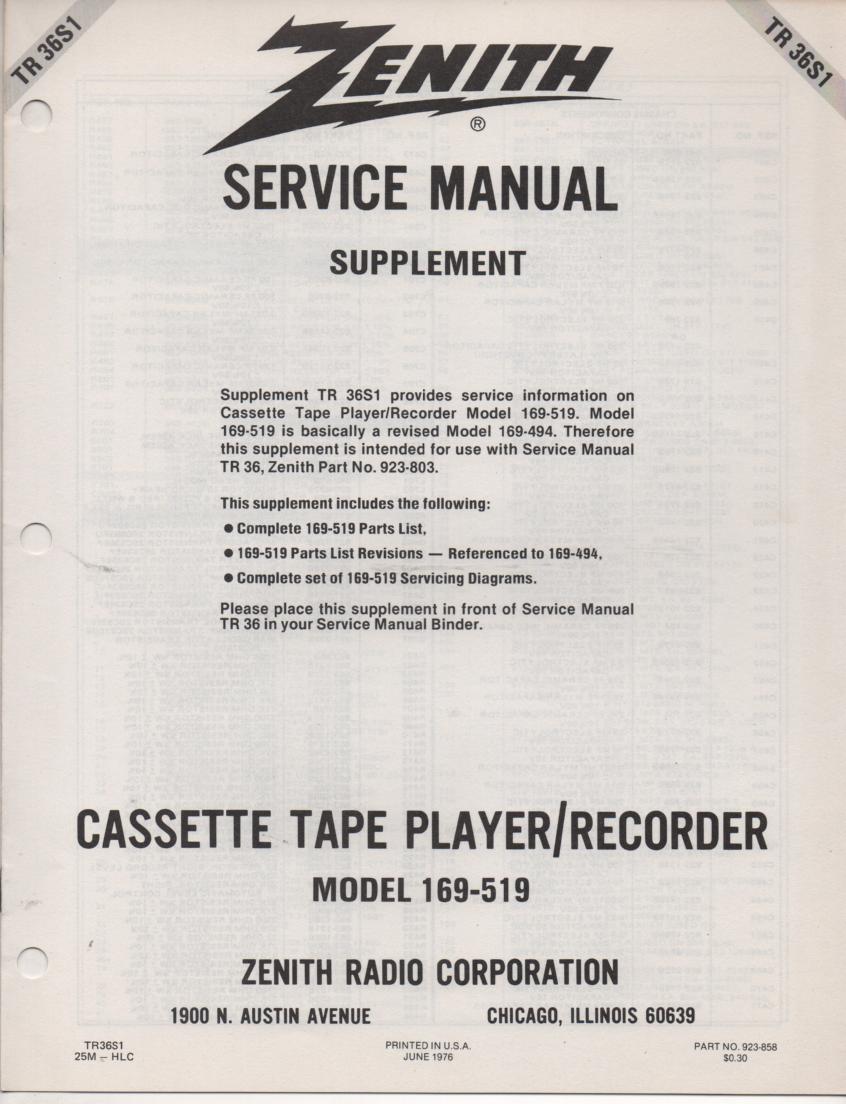 TR 36S1
TR 36S1
ZENITH
®
SERVICE MANUAL
SUPPLEMENT
Supplement TR 36S1 provides service information on
Cassette Tape Player/Recorder Model 169-519. Model
169-519 is basically a revised Model 169-494. Therefore
this supplement is intended for use with Service Manual
TR 36, Zenith Part No. 923-803.
This supplement includes the following:
● Complete 169-519 Parts List,
● 169-519 Parts List Revisions — Referenced to 169-494,
● Complete set of 169-519 Servicing Diagrams.
Please place this supplement in front of Service Manual
TR 36 in your Service Manual Binder.
CASSETTE TAPE PLAYER/RECORDER
MODEL 169-519
ZENITH RADIO CORPORATION
1900 N. AUSTIN AVENUE CHICAGO, ILLINOIS 60639
TR36S1 PRINTED IN U.S.A. PART NO. 923-858
25M – HLC JUNE 1976 $0.30